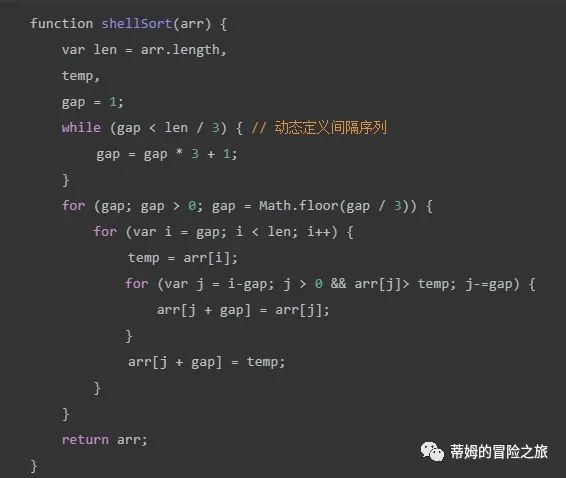 function shellSort(arr) {
    var len = arr.length,
    temp,
    gap = 1;
    while (gap < len / 3) { // 动态定义间隔序列
        gap = gap * 3 + 1;
    }
    for (gap; gap > 0; gap = Math.floor(gap / 3)) {
        for (var i = gap; i < len; i++) {
            temp = arr[i];
            for (var j = i-gap; j > 0 && arr[j]> temp; j-=gap) {
                arr[j + gap] = arr[j];
            }
            arr[j + gap] = temp;
        }
    }
    return arr;
}
蒂姆的冒险之旅